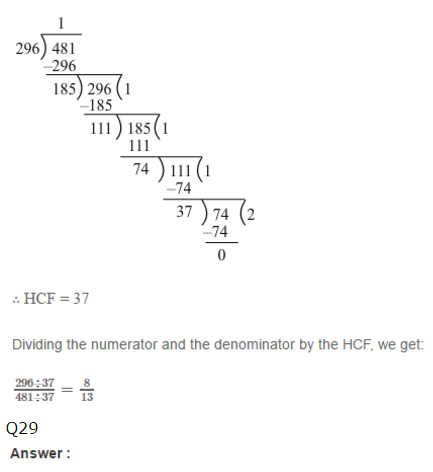 1
296) 481
–296
185) 296 (1
–185
111) 185 (1
111
74) 111 (1
–74
37) 74 (2
–74
0
∴ HCF = 37
Dividing the numerator and the denominator by the HCF, we get:
296÷37/481÷37 = 8/13
Q29
Answer :